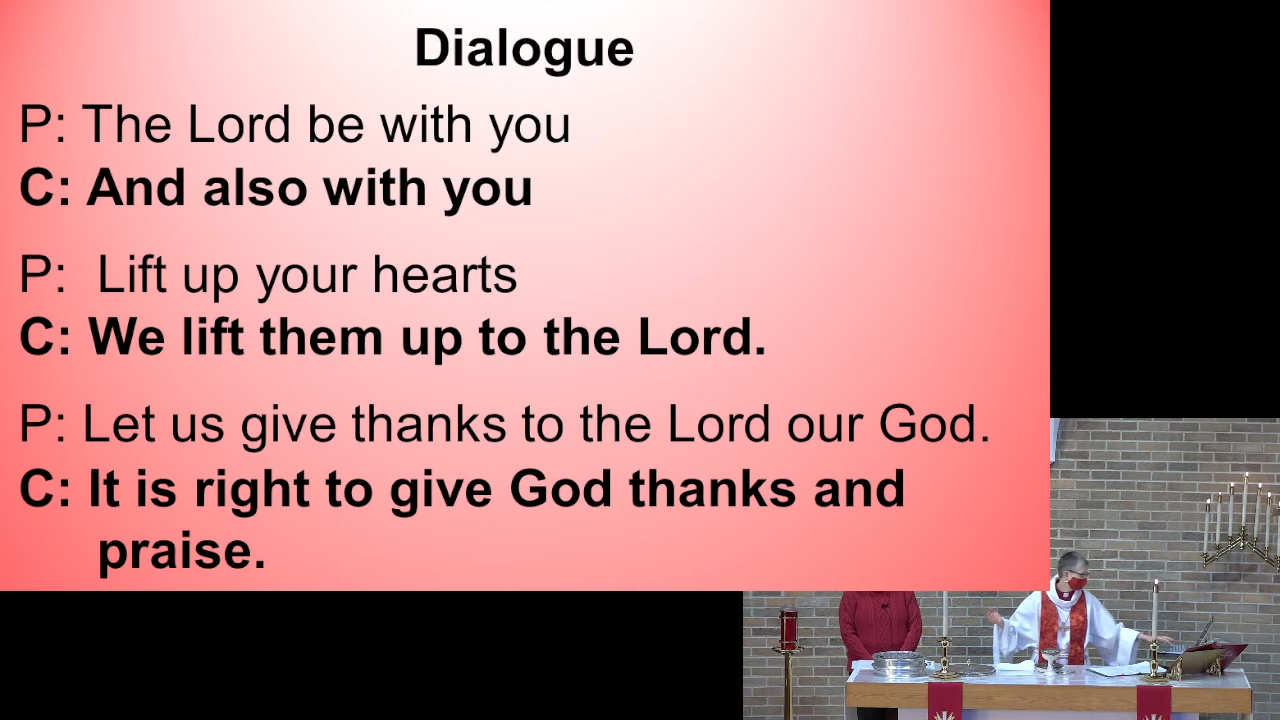 Dialogue
P: The Lord be with you
C: And also with you
P: Lift up your hearts
C: We lift them up to the Lord.
P: Let us give thanks to the Lord our God.
C: It is right to give God thanks and
praise.